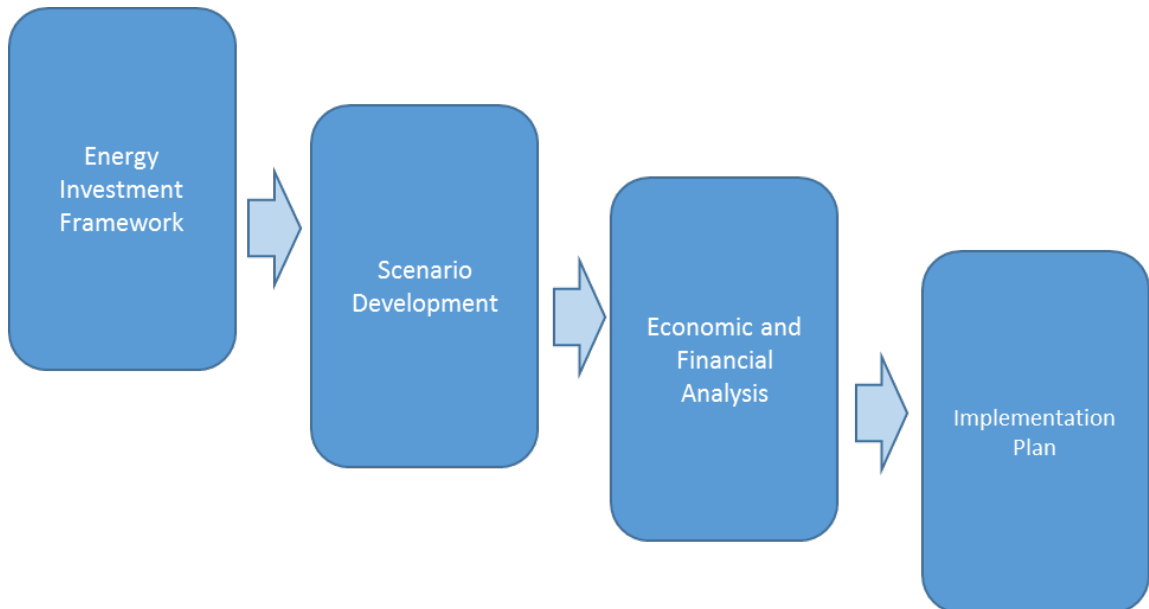 Energy
Investment
Framework
Scenario
Development
Economic and
Financial
Analysis
Implementation
Plan